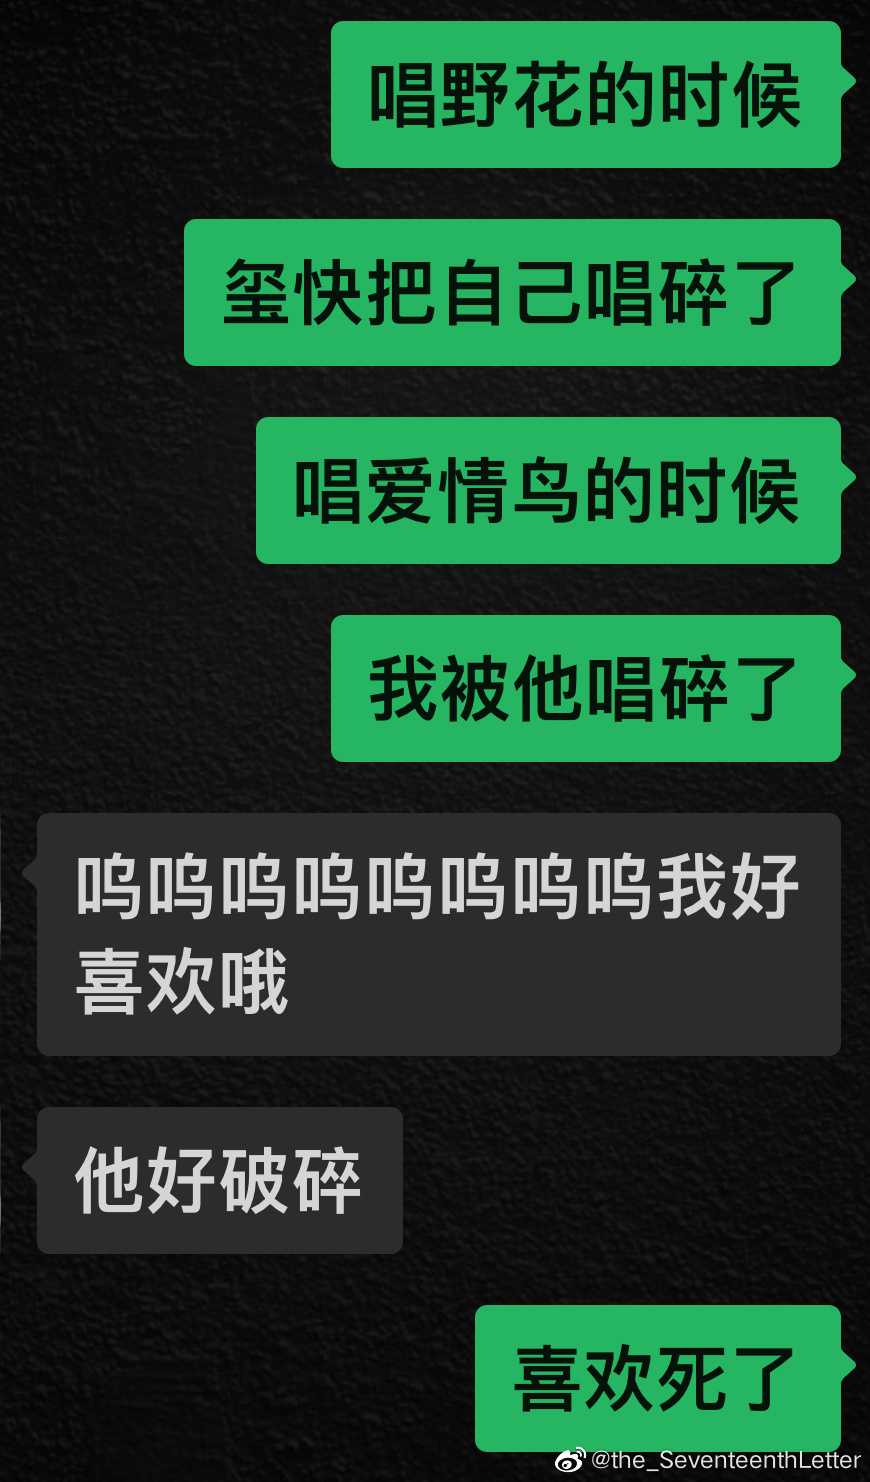 唱野花的时候
玺快把自己唱碎了
唱爱情鸟的时候
我被他唱碎了
呜呜呜呜呜呜呜呜我好
喜欢哦
他好破碎
喜欢死了
@the_SeventeenthLetter